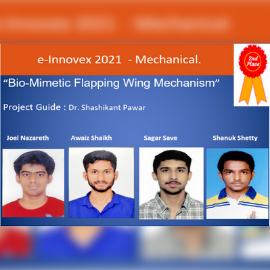 e-Innovex 2021 - Mechanical.
2nd
Place
“Bio-Mimetic Flapping Wing Mechanism”
Project Guide : Dr. Shashikant Pawar
Joel Nazareth Awaiz Shaikh Sagar Save Shanuk Shetty